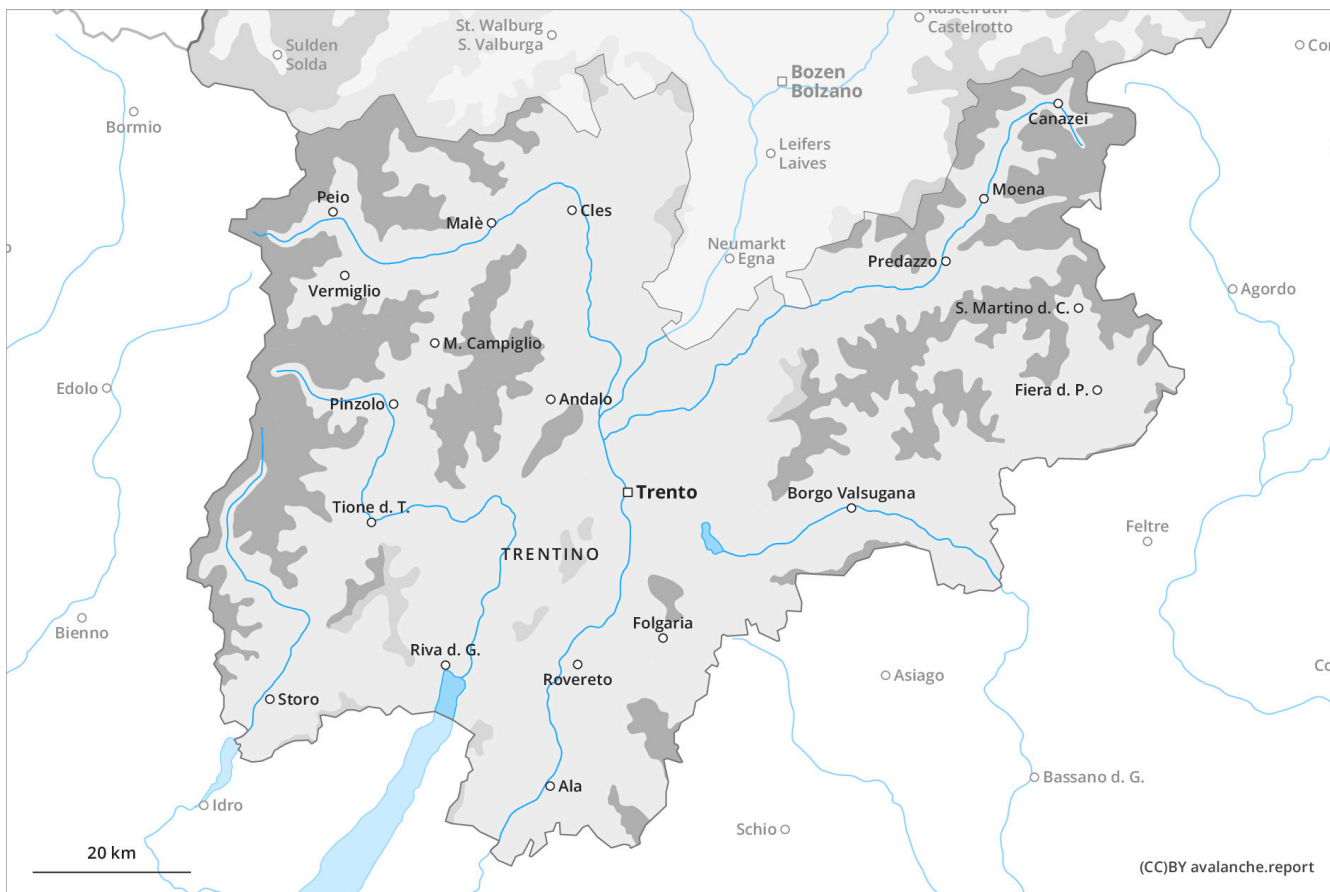 Castelrotto
St. Walburg
S. Valburga
Sulden
Solda
Bozen
Bolzano
Bormio
Canazei
Leifers
Laives
Moena
Peio
Malè
Cles
Neumarkt
Egna
Predazzo
Vermiglio
Agordo
S. Martino d. C.
M. Campiglio
Edolo
Pinzolo
Andalo
Fiera d. P.
Trento
Borgo Valsugana
Tione d. T.
Feltre
TRENTINO
Bienno
Folgaria
Riva d. G.
Rovereto
Asiago
Storo
Ala
Bassano d. G.
Idro
Schio
20 km
(CC)BY avalanche.report